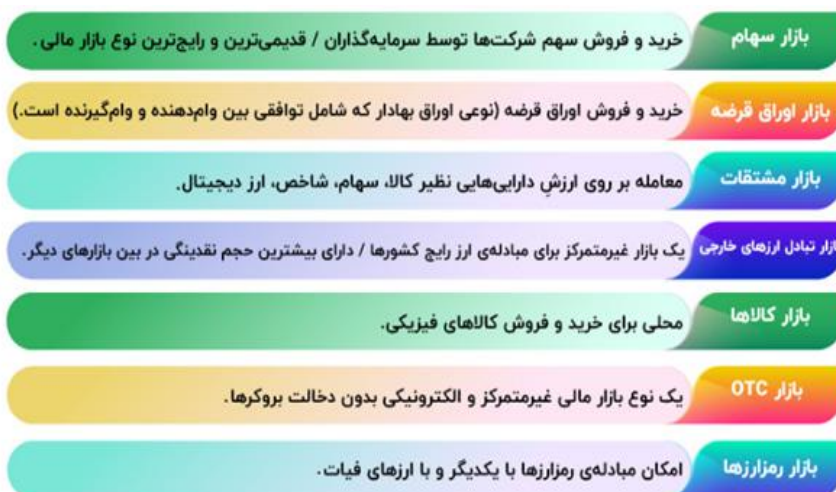 بازار سهام
خرید و فروش سهم شرکت‌ها توسط سرمایه‌گذاران / قدیمی‌ترین و رایج‌ترین نوع بازار مالی.
بازار اوراق قرضه
خرید و فروش اوراق قرضه (نوعی اوراق بهادار که شامل توافقی بین وام‌دهنده و وام‌گیرنده است.)
بازار مشتقات
معامله بر روی ارزشِ دارایی‌هایی نظیر کالا، سهام، شاخص، ارز دیجیتال.
ازار تبادل ارزهای خارجی
یک بازار غیرمتمرکز برای مبادله‌ی ارز رایج کشورها / دارای بیشترین حجم نقدینگی در بین بازارهای دیگر.
بازار کالاها
محلی برای خرید و فروش کالاهای فیزیکی.
بازار OTC
یک نوع بازار مالی غیرمتمرکز و الکترونیکی بدون دخالت بروکرها.
بازار رمزارزها
امکان مبادله‌ی رمزارزها با یکدیگر و با ارزهای فیات.